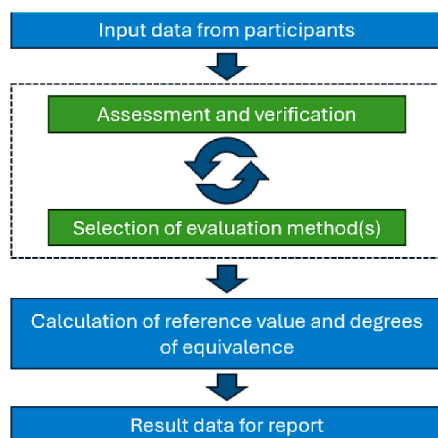 Input data from participants
Assessment and verification
Selection of evaluation method(s)
Calculation of reference value and degrees
of equivalence
Result data for report